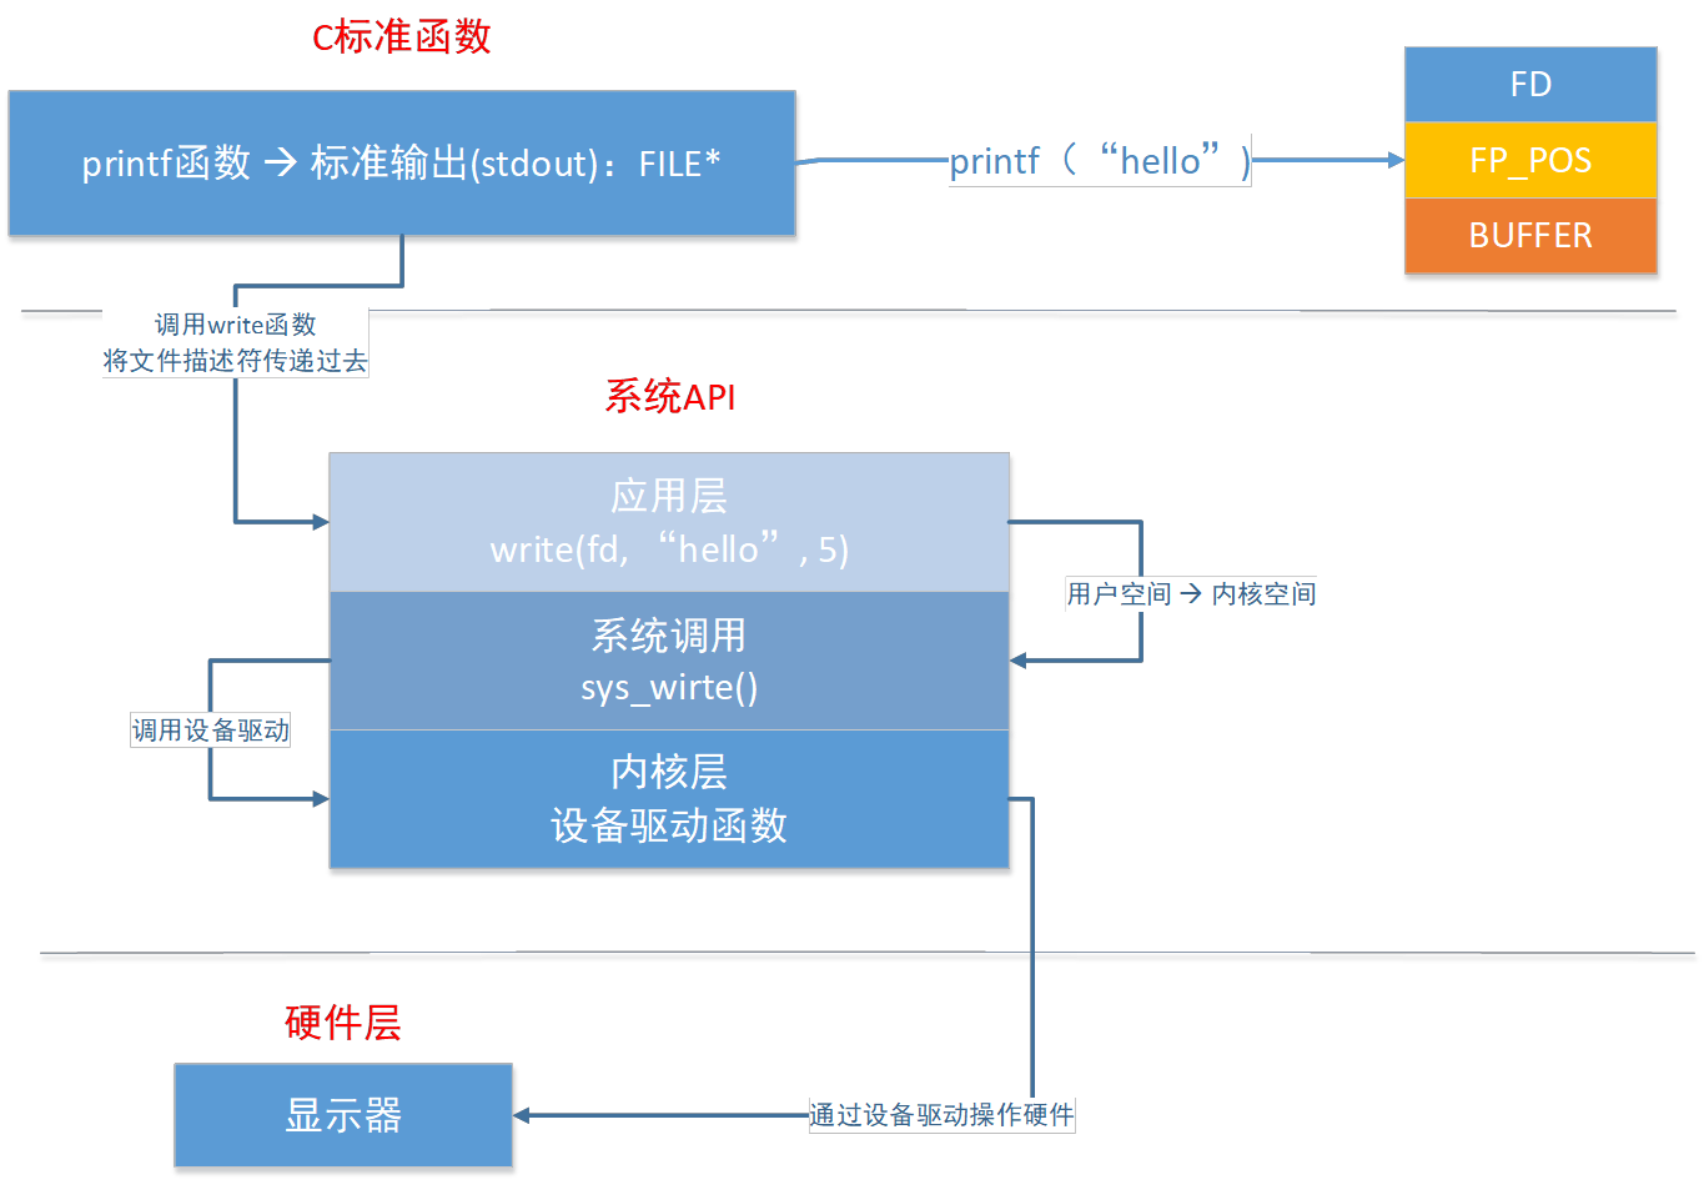 C标准函数
printf函数 → 标准输出(stdout)：FILE*
printf（“hello”)
FD
FP_POS
BUFFER
调用write函数
将文件描述符传递过去
系统API
应用层
write(fd, “hello”, 5)
用户空间 → 内核空间
系统调用
sys_wirte()
调用设备驱动
内核层
设备驱动函数
硬件层
显示器
通过设备驱动操作硬件